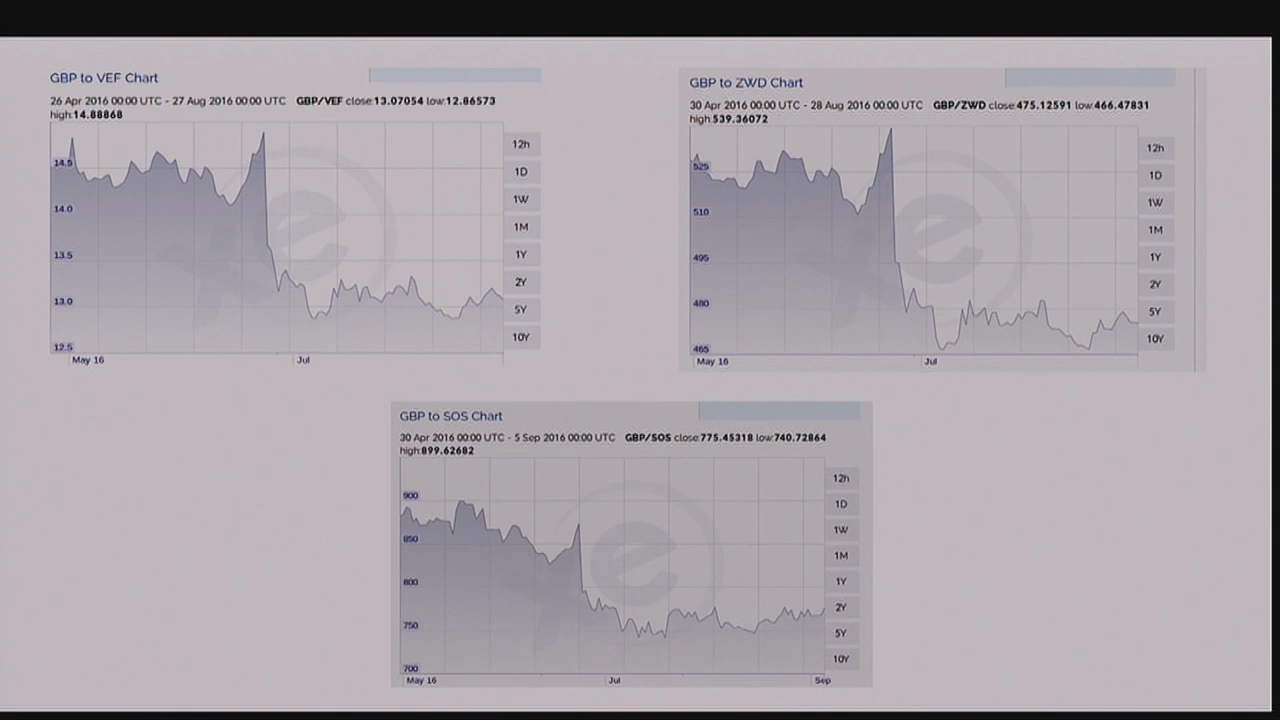 GBP to VEF Chart
26 Apr 2016 00:00 UTC - 27 Aug 2016 00:00 UTC GBP/VEF close:13.07054 low:12.86573
high:14.88868
14.5
14.0
13.5
13.0
12.5
May 16 Jul
12h
1D
1W
1M
1Y
2Y
5Y
10Y
GBP to ZWD Chart
30 Apr 2016 00:00 UTC - 28 Aug 2016 00:00 UTC GBP/ZWD close:475.12591 low:466.47831
high:539.36072
525
510
495
480
465
May 16 Jul
12h
1D
1W
1M
1Y
2Y
5Y
10Y
GBP to SOS Chart
30 Apr 2016 00:00 UTC - 5 Sep 2016 00:00 UTC GBP/SOS close:775.45318 low:740.72864
high:899.62682
900
850
800
750
700
May 16 Jul Sep
12h
1D
1W
1M
1Y
2Y
5Y
10Y
xe